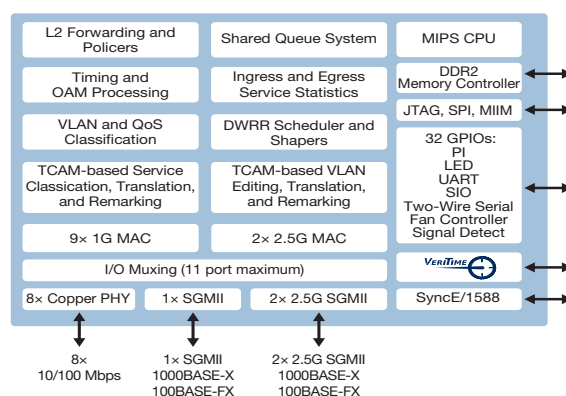 L2 Forwarding and
Policers
Shared Queue System
MIPS CPU
Timing and
OAM Processing
Ingress and Egress
Service Statistics
DDR2
Memory Controller
JTAG, SPI, MIIM
VLAN and QoS
Classification
DWRR Scheduler and
Shapers
32 GPIOs:
PI
LED
UART
SIO
Two-Wire Serial
Fan Controller
Signal Detect
TCAM-based Service
Classication, Translation,
and Remarking
TCAM-based VLAN
Editing, Translation,
and Remarking
9× 1G MAC
2× 2.5G MAC
I/O Muxing (11 port maximum)
VERITIME
8× Copper PHY
1× SGMII
2× 2.5G SGMII
SyncE/1588
8×
10/100 Mbps
1× SGMII
1000BASE-X
100BASE-FX
2× 2.5G SGMII
1000BASE-X
100BASE-FX